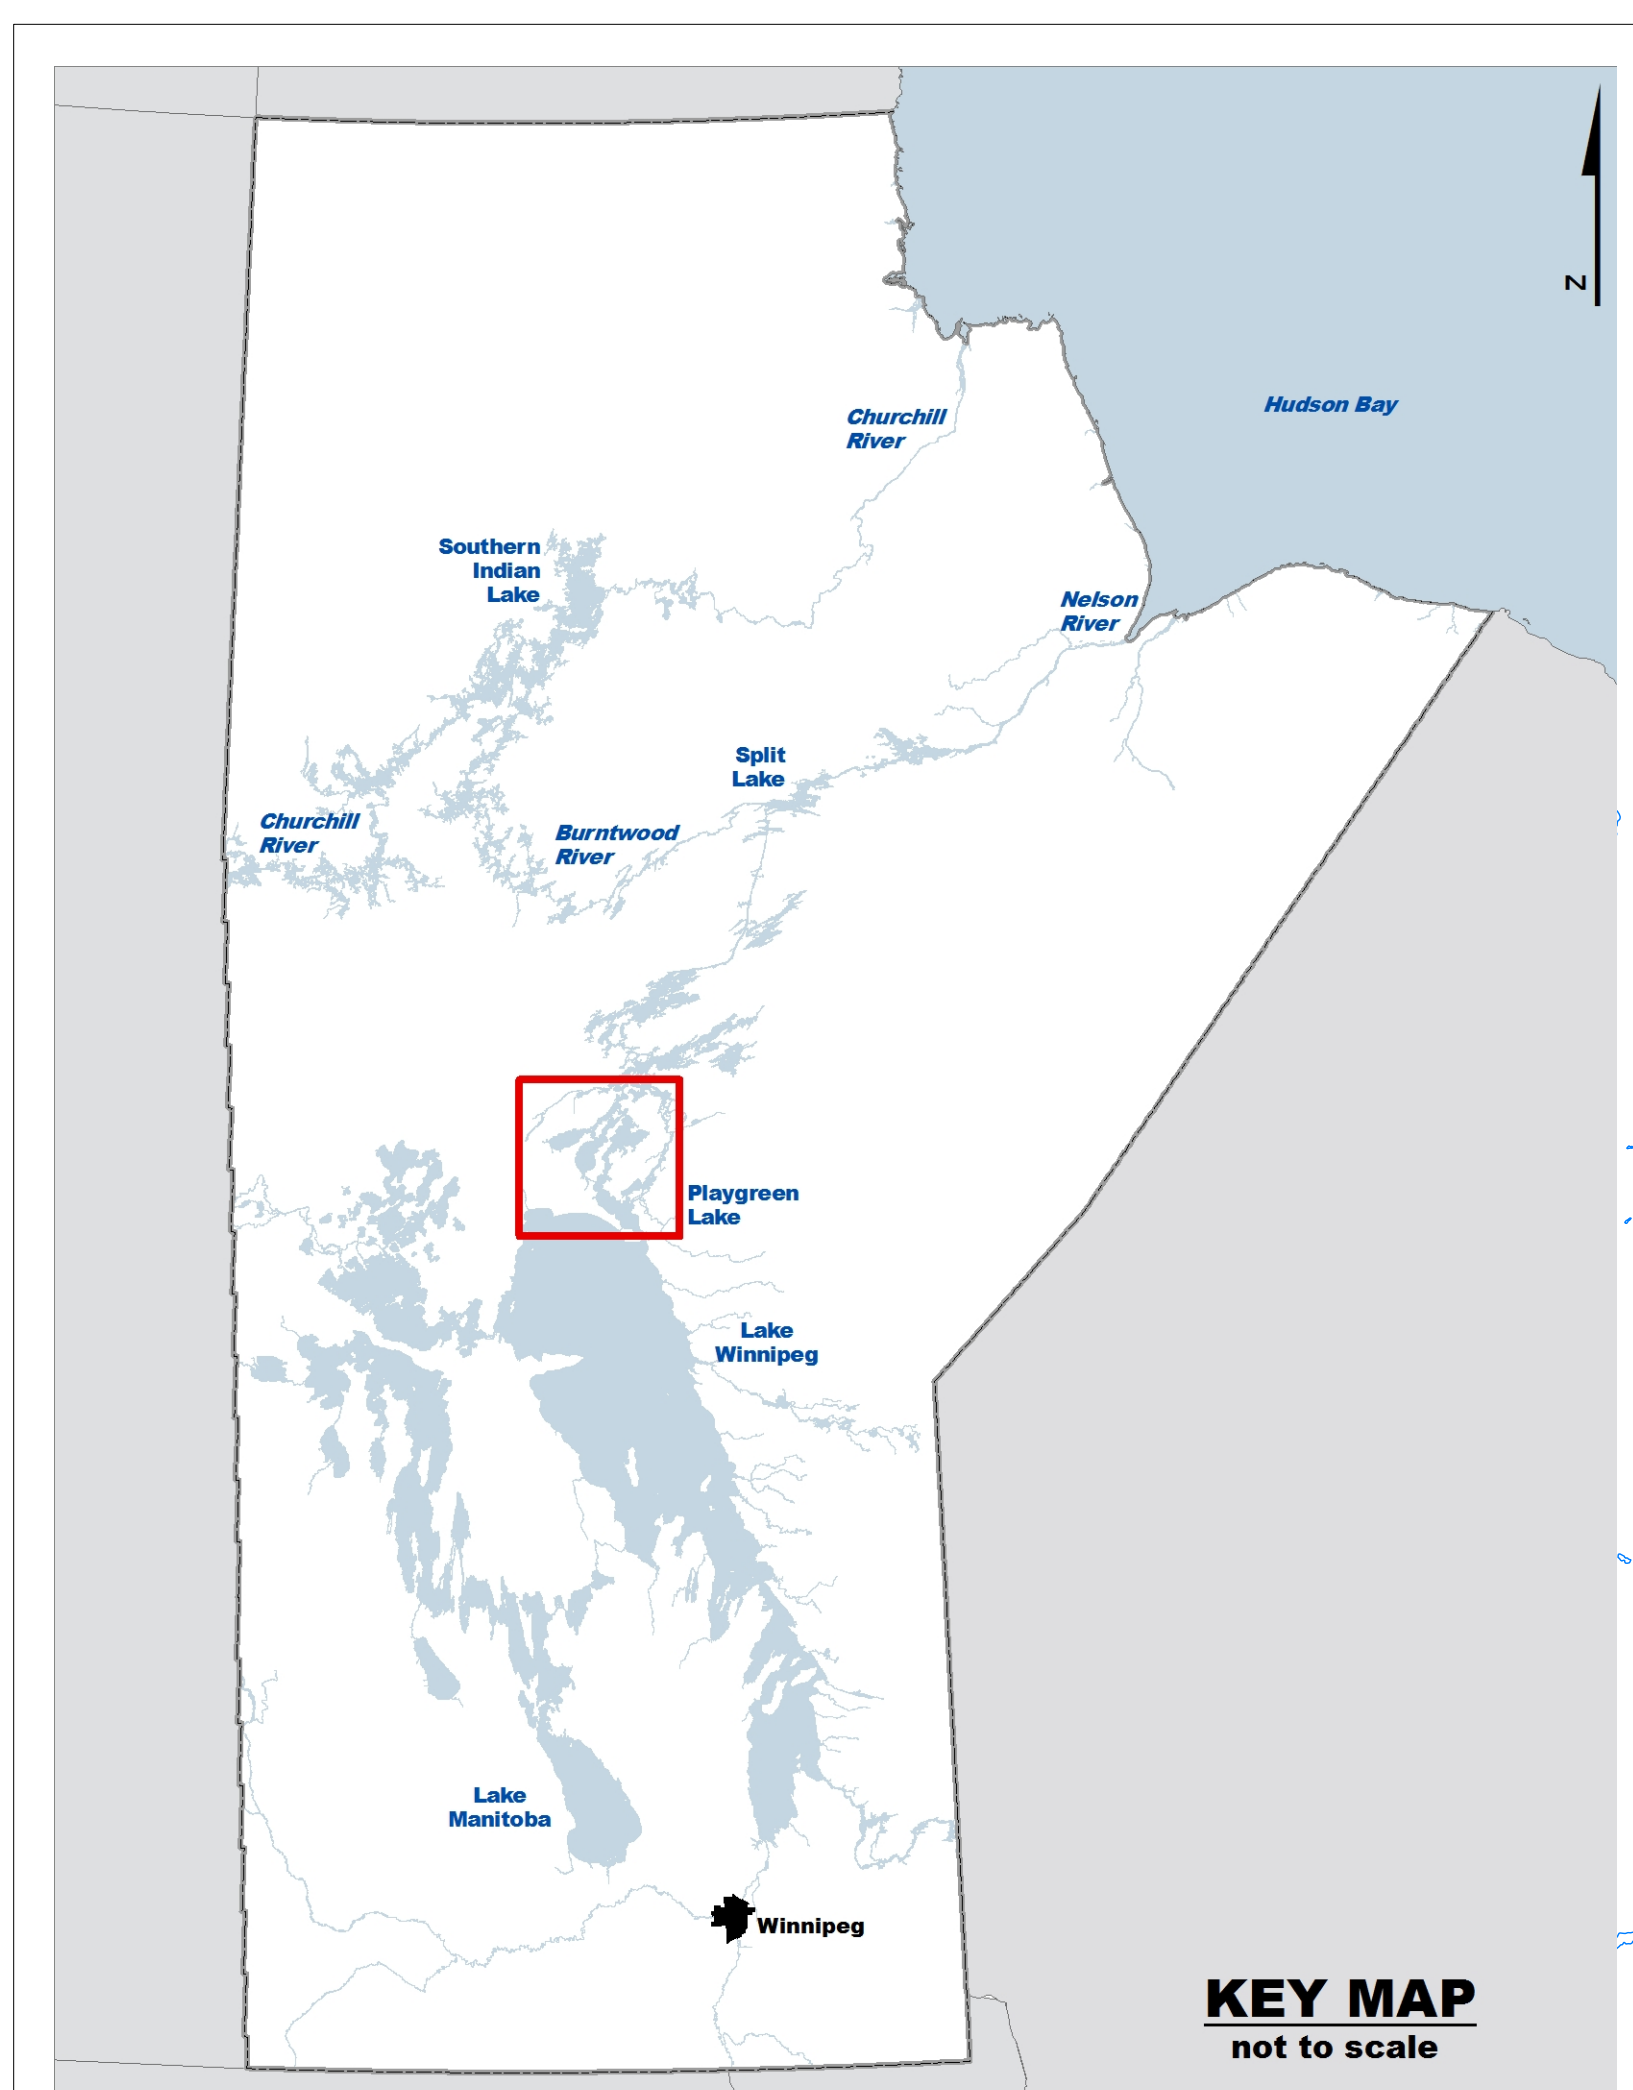 N
Hudson Bay
Churchill
River
Southern
Indian
Lake
Nelson
River
Split
Lake
Churchill
River
Burntwood
River
Playgreen
Lake
Lake
Winnipeg
Lake
Manitoba
Winnipeg
KEY MAP
not to scale